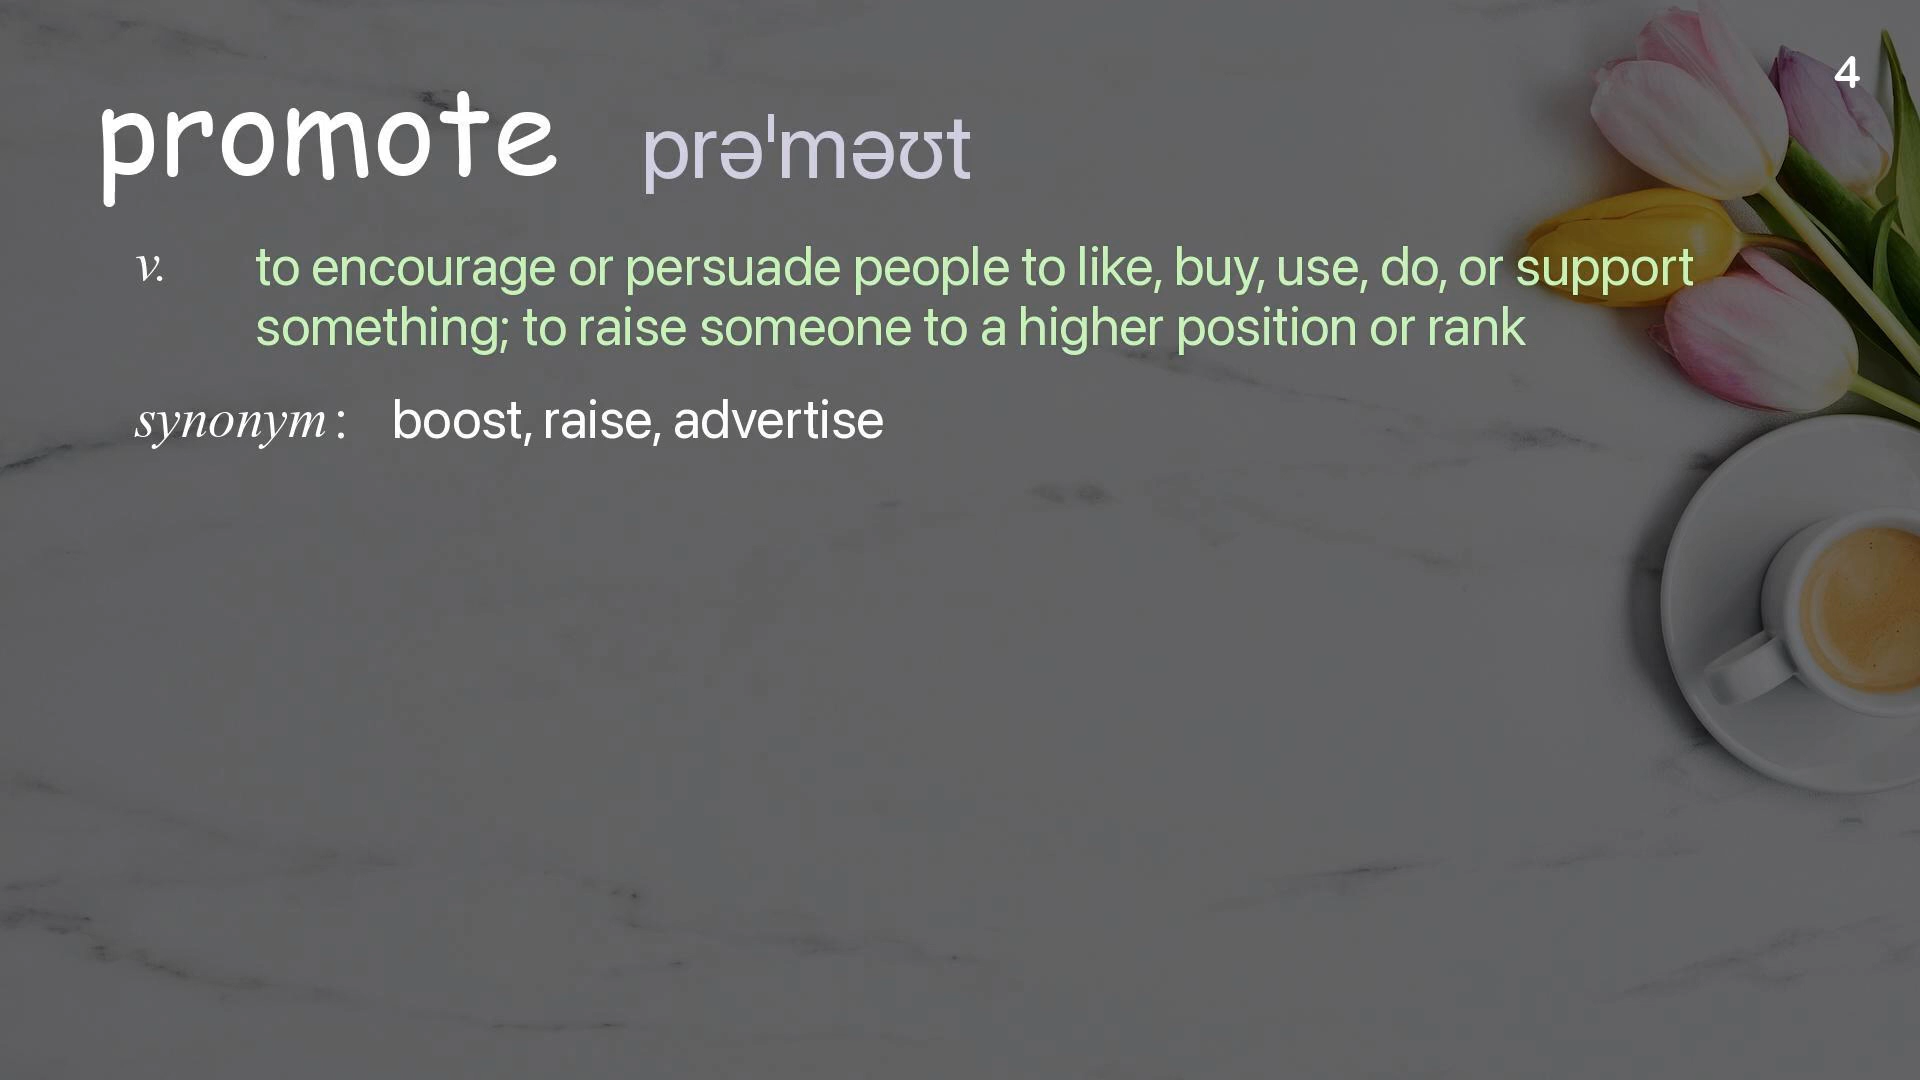 4
promote prəˈməʊt
v. to encourage or persuade people to like, buy, use, do, or support
something; to raise someone to a higher position or rank
synonym : boost, raise, advertise